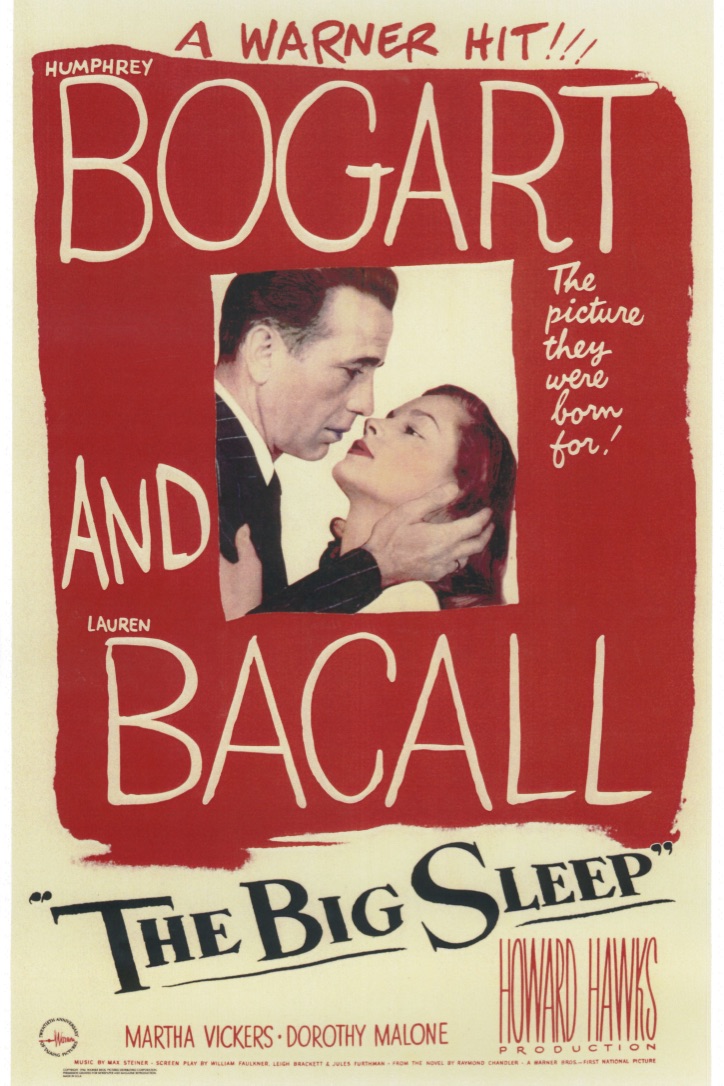 A WARNER HIT!!!
HUMPHREY
BOGART
The
picture
they
were
born
for!
AND
LAUREN
BACALL
"THE BIG SLEEP"
HOWARD HAWKS
PRODUCTION
MARTHA VICKERS · DOROTHY MALONE
MUSIC BY MAX STEINER - SCREEN PLAY BY WILLIAM FAULKNER, LEIGH BRACKETT & JULES FURTHMAN - FROM THE NOVEL BY RAYMOND CHANDLER - A WARNER BROS.-FIRST NATIONAL PICTURE